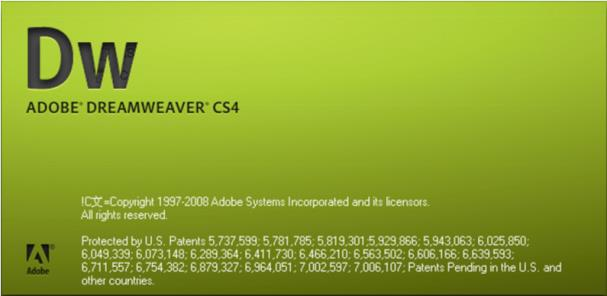 Dw
ADOBE® DREAMWEAVER® CS4
!C文=Copyright 1997-2008 Adobe Systems Incorporated and its licensors.
All rights reserved.
Protected by U.S. Patents 5,737,599; 5,781,785; 5,819,301;5,929,866; 5,943,063; 6,025,850;
6,049,339; 6,073,148; 6,289,364; 6,411,730; 6,466,210; 6,563,502; 6,606,166; 6,639,593;
6,711,557; 6,754,382; 6,879,327; 6,964,051; 7,002,597; 7,006,107; Patents Pending in the U.S. and
other countries.
Adobe